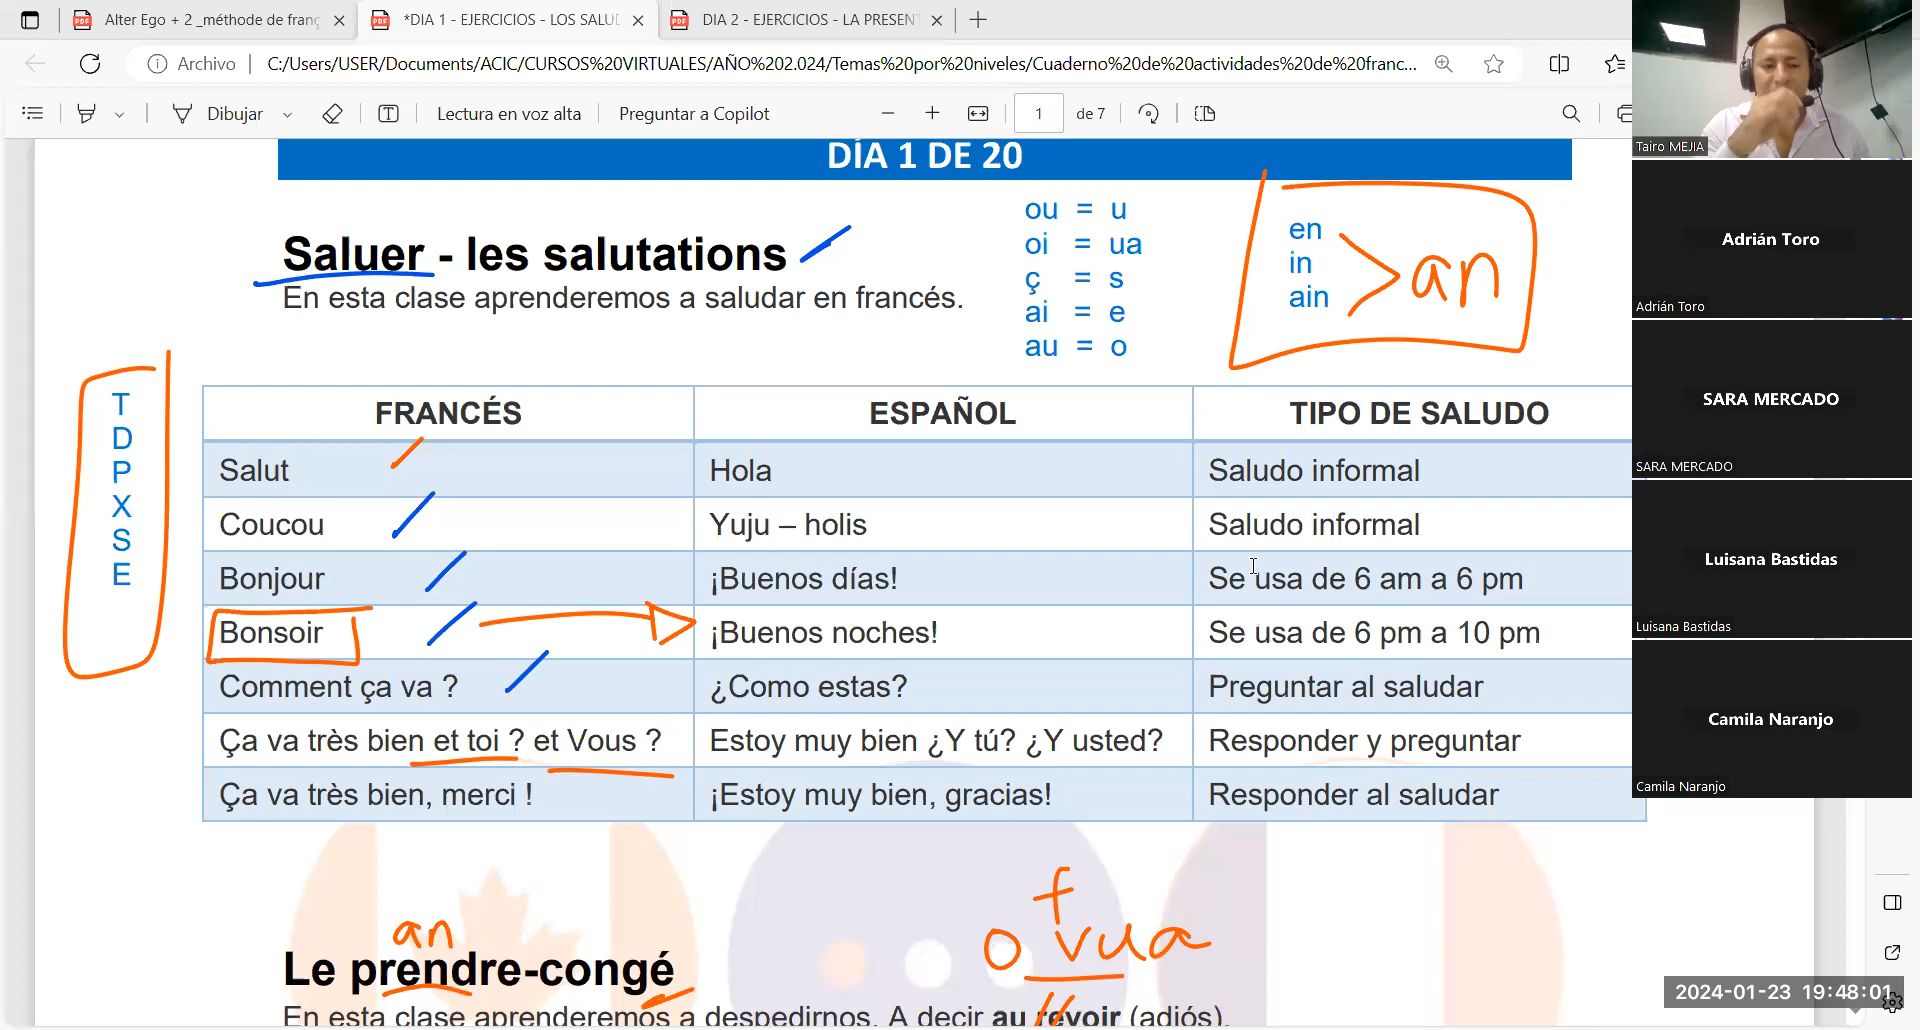 Alter Ego + 2 _méthode de franç
*DIA 1 - EJERCICIOS - LOS SALUD
DIA 2 - EJERCICIOS - LA PRESENT
Archivo
C:/Users/USER/Documents/ACIC/CURSOS%20VIRTUALES/AÑO%202.024/Temas%20por%20niveles/Cuaderno%20de%20actividades%20de%20franc...
Dibujar
Lectura en voz alta
Preguntar a Copilot
1 de 7
DÍA 1 DE 20
Saluer - les salutations
En esta clase aprenderemos a saludar en francés.
ou = u
oi = ua
ç = s
ai = e
au = o
en
in
ain
an
T
D
P
X
S
E
FRANCÉS ESPAÑOL TIPO DE SALUDO
Salut Hola Saludo informal
Coucou Yuju – holis Saludo informal
Bonjour ¡Buenos días! Se usa de 6 am a 6 pm
Bonsoir ¡Buenos noches! Se usa de 6 pm a 10 pm
Comment ça va ? ¿Como estas? Preguntar al saludar
Ça va très bien et toi ? et Vous ? Estoy muy bien ¿Y tú? ¿Y usted? Responder y preguntar
Ça va très bien, merci ! ¡Estoy muy bien, gracias! Responder al saludar
an
f
o vua
Le prendre-congé
En esta clase aprenderemos a despedirnos. A decir au revoir (adiós).
Tairo MEJIA
Adrián Toro
Adrián Toro
SARA MERCADO
SARA MERCADO
Luisana Bastidas
Luisana Bastidas
Camila Naranjo
Camila Naranjo
2024-01-23 19:48:01